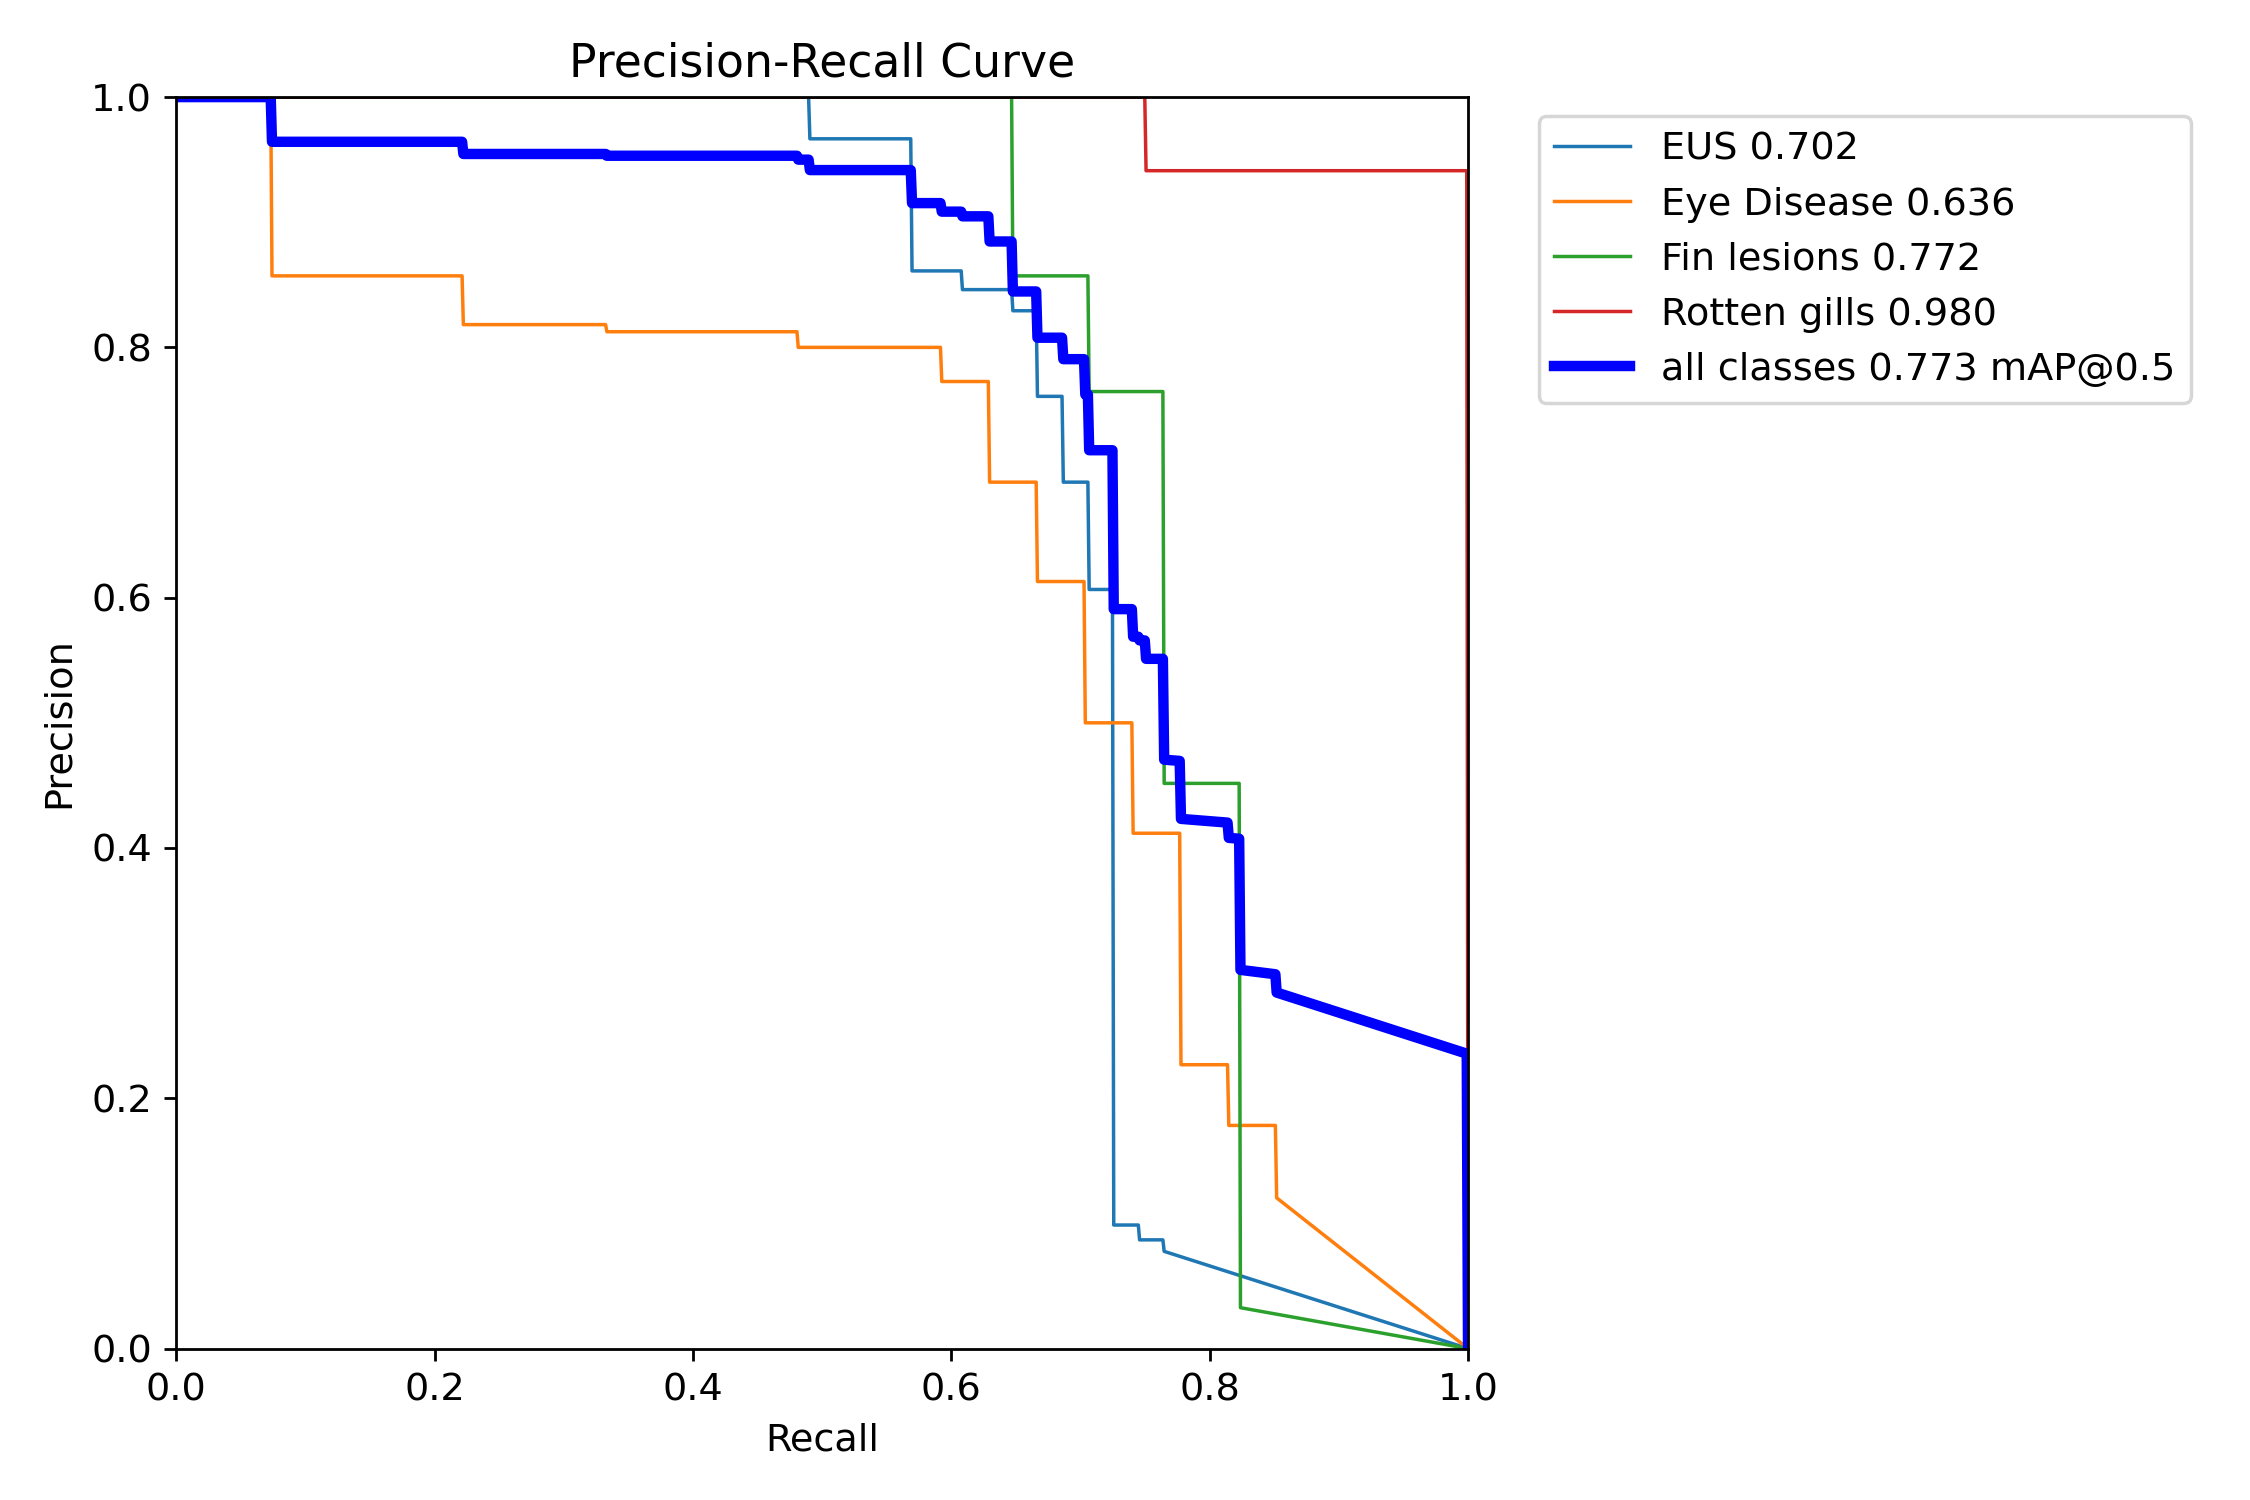 Precision-Recall Curve
1.0
0.8
0.6
0.4
0.2
0.0
Precision
0.0 0.2 0.4 0.6 0.8 1.0
Recall
EUS 0.702
Eye Disease 0.636
Fin lesions 0.772
Rotten gills 0.980
all classes 0.773 mAP@0.5